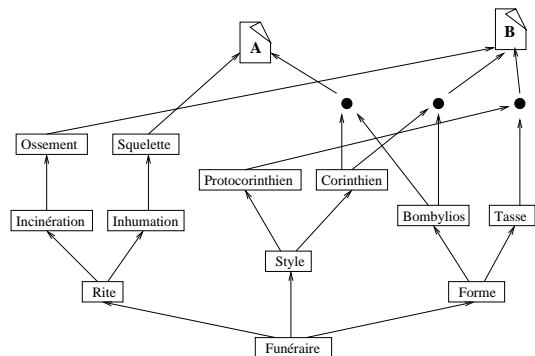 A
B
Ossement
Squelette
Protocorinthien
Corinthien
Incinération
Inhumation
Bombylios
Tasse
Style
Rite
Forme
Funéraire